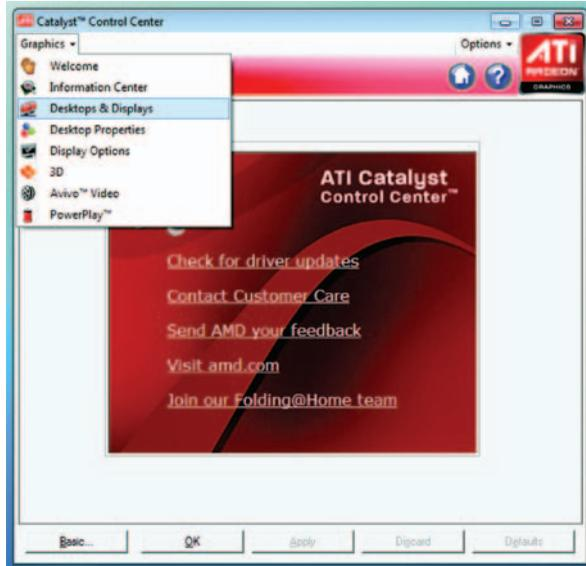 Catalyst™ Control Center
Graphics
Options
ATI
RADEON
GRAPHICS
Welcome
Information Center
Desktops & Displays
Desktop Properties
Display Options
3D
Avivo™ Video
PowerPlay™
ATI Catalyst
Control Center™
Check for driver updates
Contact Customer Care
Send AMD your feedback
Visit amd.com
Join our Folding@Home team
Basic... OK Apply Discard Defaults